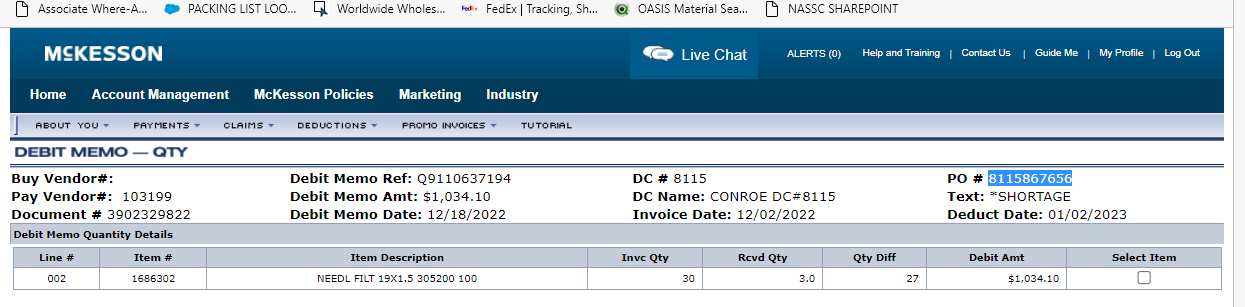 Associate Where-A... PACKING LIST LOO... Worldwide Wholes... FedEx FedEx | Tracking, Sh... OASIS Material Sea... NASSC SHAREPOINT
MCKESSON Live Chat ALERTS (0) Help and Training | Contact Us | Guide Me | My Profile | Log Out
Home Account Management McKesson Policies Marketing Industry
ABOUT YOU PAYMENTS CLAIMS DEDUCTIONS PROMO INVOICES TUTORIAL
DEBIT MEMO — QTY
Buy Vendor#: Debit Memo Ref: Q9110637194 DC # 8115 PO # 8115867656
Pay Vendor#: 103199 Debit Memo Amt: $1,034.10 DC Name: CONROE DC#8115 Text: *SHORTAGE
Document # 3902329822 Debit Memo Date: 12/18/2022 Invoice Date: 12/02/2022 Deduct Date: 01/02/2023
Debit Memo Quantity Details
Line # Item # Item Description Invc Qty Rcvd Qty Qty Diff Debit Amt Select Item
002 1686302 NEEDL FILT 19X1.5 305200 100 30 3.0 27 $1,034.10